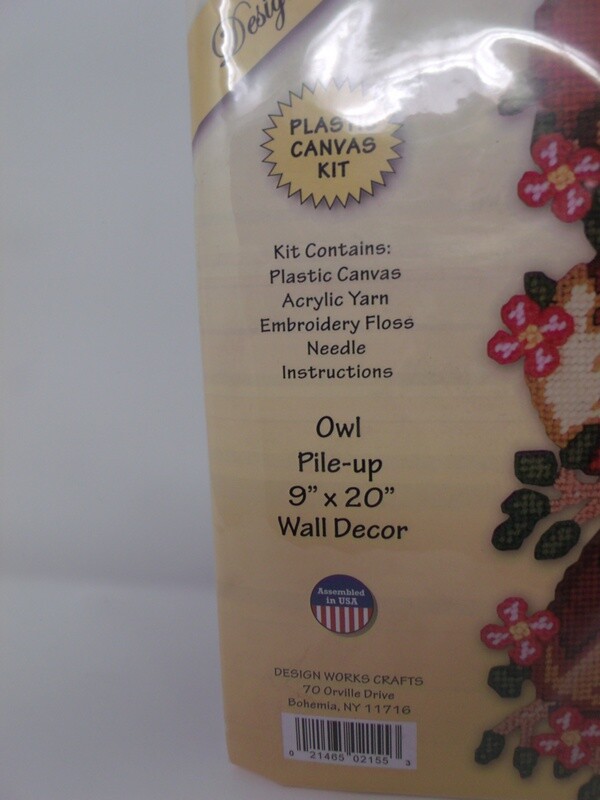 Desig
PLASTIC
CANVAS
KIT
Kit Contains:
Plastic Canvas
Acrylic Yarn
Embroidery Floss
Needle
Instructions
Owl
Pile-up
9” x 20”
Wall Decor
Assembled
in USA
DESIGN WORKS CRAFTS
70 Orville Drive
Bohemia, NY 11716
0 21465 02155 3